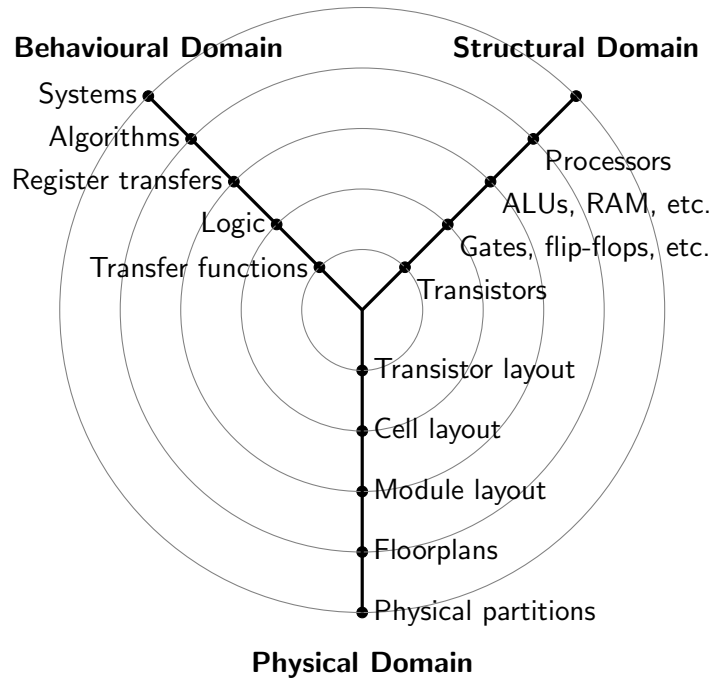 Behavioural Domain
Structural Domain
Systems
Algorithms
Processors
Register transfers
ALUs, RAM, etc.
Logic
Gates, flip-flops, etc.
Transfer functions
Transistors
Transistor layout
Cell layout
Module layout
Floorplans
Physical partitions
Physical Domain